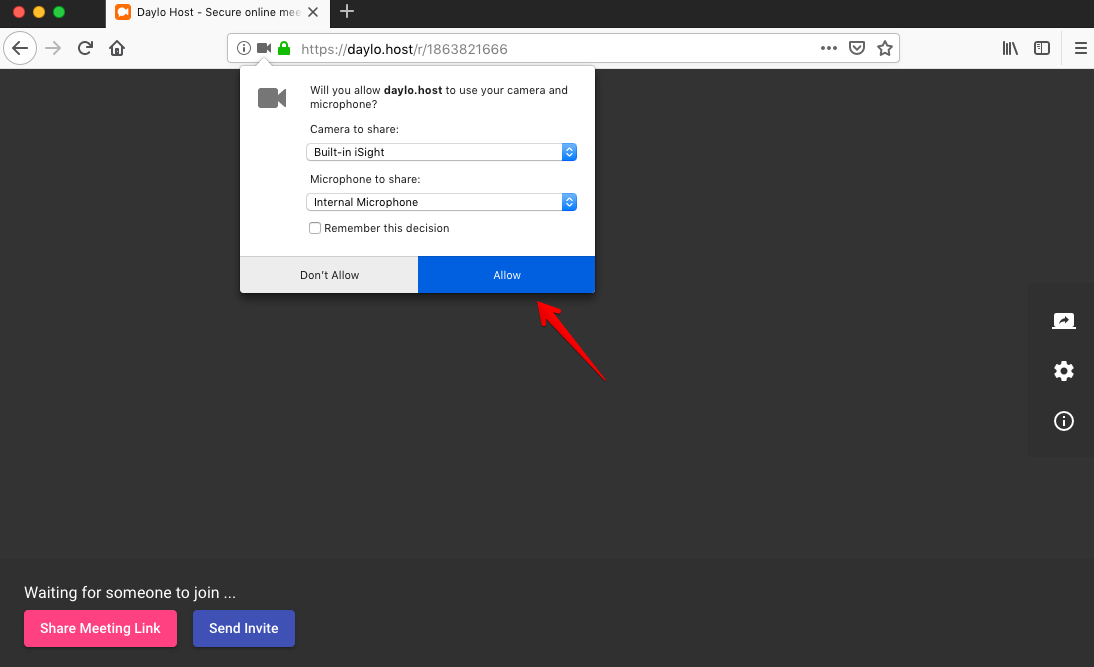 Daylo Host - Secure online mee
https://daylo.host/r/1863821666
Will you allow daylo.host to use your camera and
microphone?
Camera to share:
Built-in iSight
Microphone to share:
Internal Microphone
Remember this decision
Don't Allow
Allow
Waiting for someone to join ...
Share Meeting Link
Send Invite